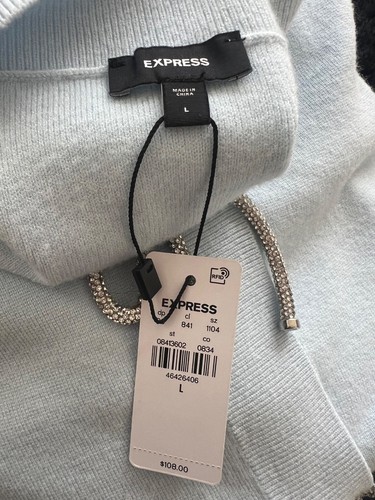 EXPRESS
MADE IN
CHINA
L
RFID
EXPRESS
dp cl sz
841 1104
st co
08413602 0834
46426406
L
$108.00